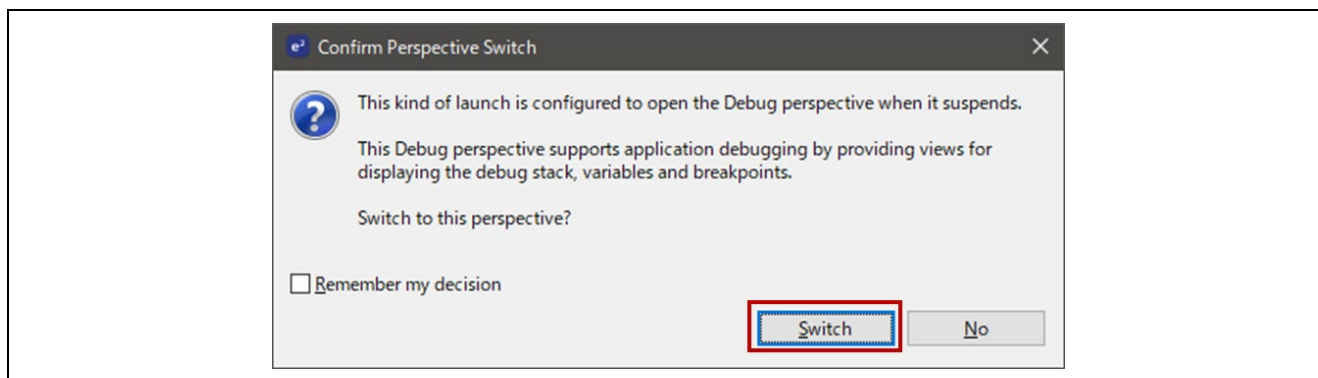 e² Confirm Perspective Switch
This kind of launch is configured to open the Debug perspective when it suspends.
This Debug perspective supports application debugging by providing views for
displaying the debug stack, variables and breakpoints.
Switch to this perspective?
Remember my decision
Switch No